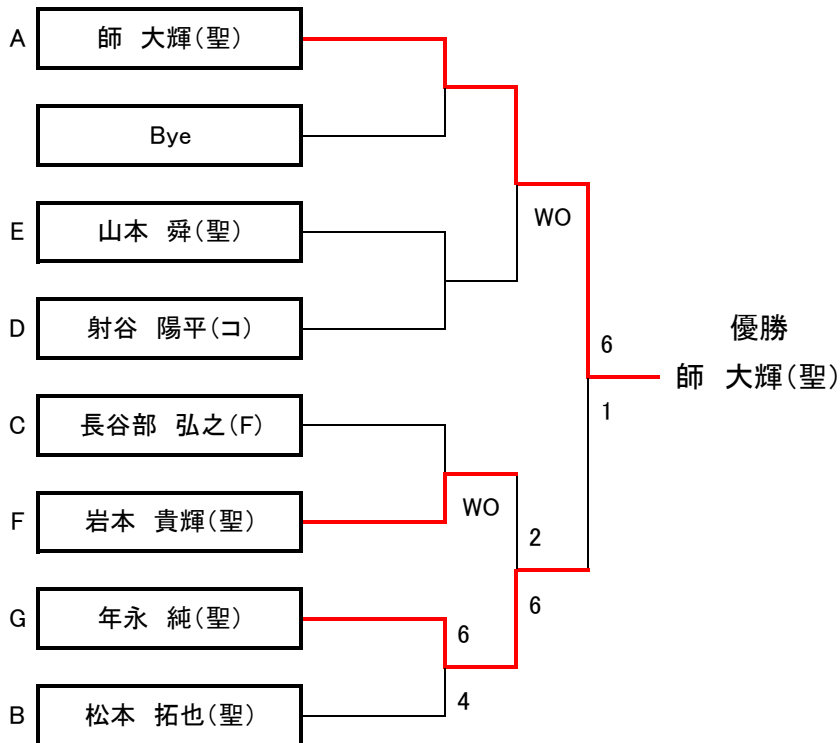 A 師 大輝(聖)
Bye
E 山本 舜(聖)
WO
D 射谷 陽平(コ)
6
優勝
師 大輝(聖)
1
C 長谷部 弘之(F)
WO
F 岩本 貴輝(聖)
2
6
G 年永 純(聖)
6
4
B 松本 拓也(聖)